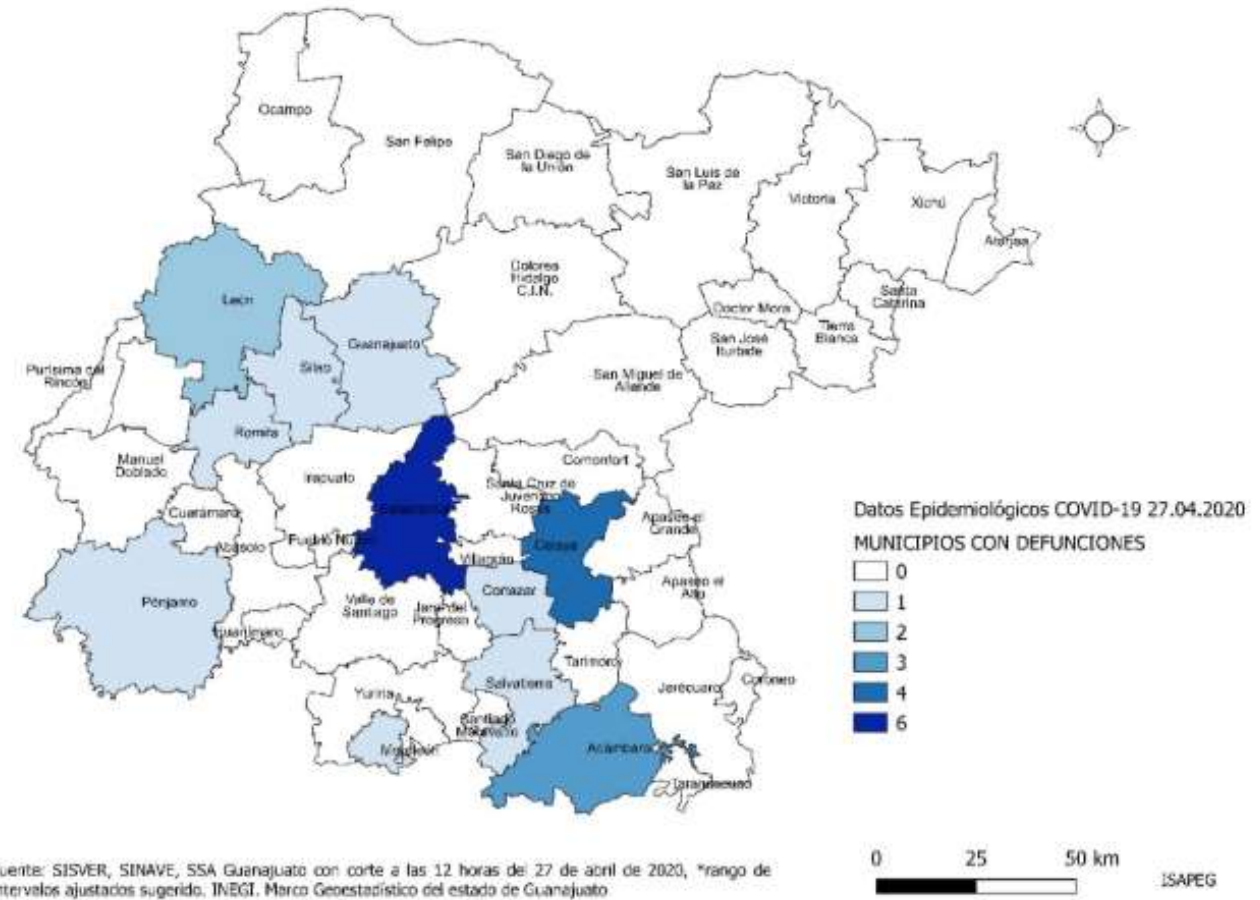 Ocampo
San Felipe
San Diego de
la Unión
San Luis de
la Paz
Victoria
Xichú
Atarjea
León
Dolores
Hidalgo
C.I.N.
Doctor Mora
Santa
Catarina
Guanajuato
Silao
Tierra
Blanca
San José
Iturbide
Purísima del
Rincón
San Miguel de
Allende
Romita
Manuel
Doblado
Irapuato
Comonfort
Santa Cruz de
Juventino
Rosas
Salamanca
Cuerámaro
Apaseo el
Grande
Abasolo
Pueblo Nuevo
Celaya
Villagrán
Pénjamo
Cortazar
Apaseo el
Alto
Valle de
Santiago
Jaral del
Progreso
Huanímaro
Tarimoro
Salvatierra
Jerécuaro
Coroneo
Yuriria
Santiago
Maravatío
Moroleón
Acámbaro
Tarandacuao
Datos Epidemiológicos COVID-19 27.04.2020
MUNICIPIOS CON DEFUNCIONES
0
1
2
3
4
6
uente: SISVER, SINAVE, SSA Guanajuato con corte a las 12 horas del 27 de abril de 2020, *rango de
ntervelos ajustados sugerido. INEGI. Marco Geoestadístico del estado de Guanajuato
0 25 50 km
ISAPEG